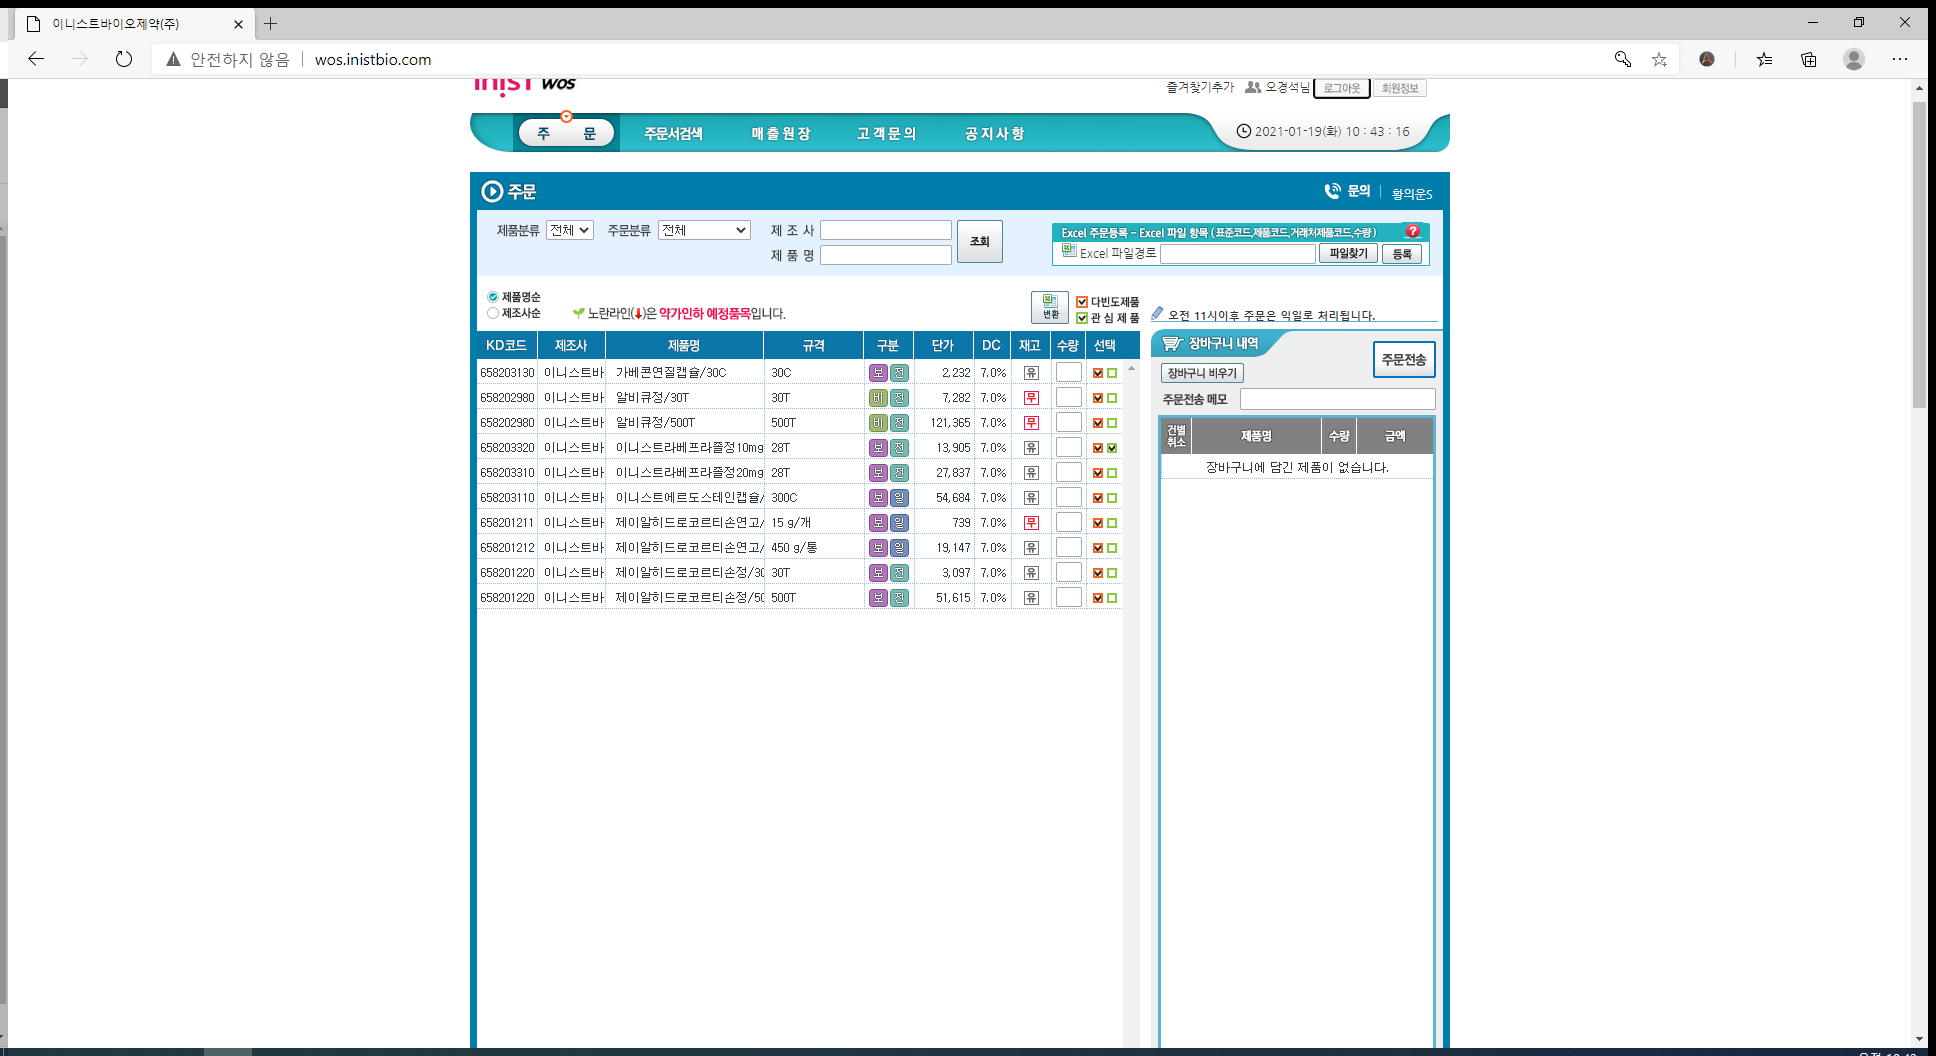 이니스트바이오제약(주)
안전하지 않음 wos.inistbio.com
INIST WOS
즐겨찾기추가 오경석님 로그아웃 회원정보
주 문 주문서검색 매출원장 고객문의 공지사항 2021-01-19(화) 10 : 43 : 16
주문 문의 황의운S
제품분류 전체 주문분류 전체 제 조 사 조회
제 품 명
Excel 주문등록 - Excel 파일 항목 (표준코드,제품코드,거래처제품코드,수량) ?
Excel 파일경로 파일찾기 등록
제품명순
제조사순 노란라인(↓)은 약가인하 예정품목입니다.
변환 다빈도제품
관심제품
오전 11시이후 주문은 익일로 처리됩니다.
KD코드 제조사 제품명 규격 구분 단가 DC 재고 수량 선택
658203130 이니스트바 가베콘연질캡슐/30C 30C 보 전 2,232 7.0% 유
658202980 이니스트바 알비큐정/30T 30T 비 전 7,282 7.0% 무
658202980 이니스트바 알비큐정/500T 500T 비 전 121,365 7.0% 무
658203320 이니스트바 이니스트라베프라졸정10mg 28T 보 전 13,905 7.0% 유
658203310 이니스트바 이니스트라베프라졸정20mg 28T 보 전 27,837 7.0% 유
658203110 이니스트바 이니스트에르도스테인캡슐/ 300C 보 일 54,684 7.0% 유
658201211 이니스트바 제이알히드로코르티손연고/ 15 g/개 보 일 739 7.0% 무
658201212 이니스트바 제이알히드로코르티손연고/ 450 g/통 보 일 19,147 7.0% 유
658201220 이니스트바 제이알히드로코르티손정/30 30T 보 전 3,097 7.0% 유
658201220 이니스트바 제이알히드로코르티손정/50 500T 보 전 51,615 7.0% 유
장바구니 내역
주문전송
장바구니 비우기
주문전송 메모
건별취소 제품명 수량 금액
장바구니에 담긴 제품이 없습니다.